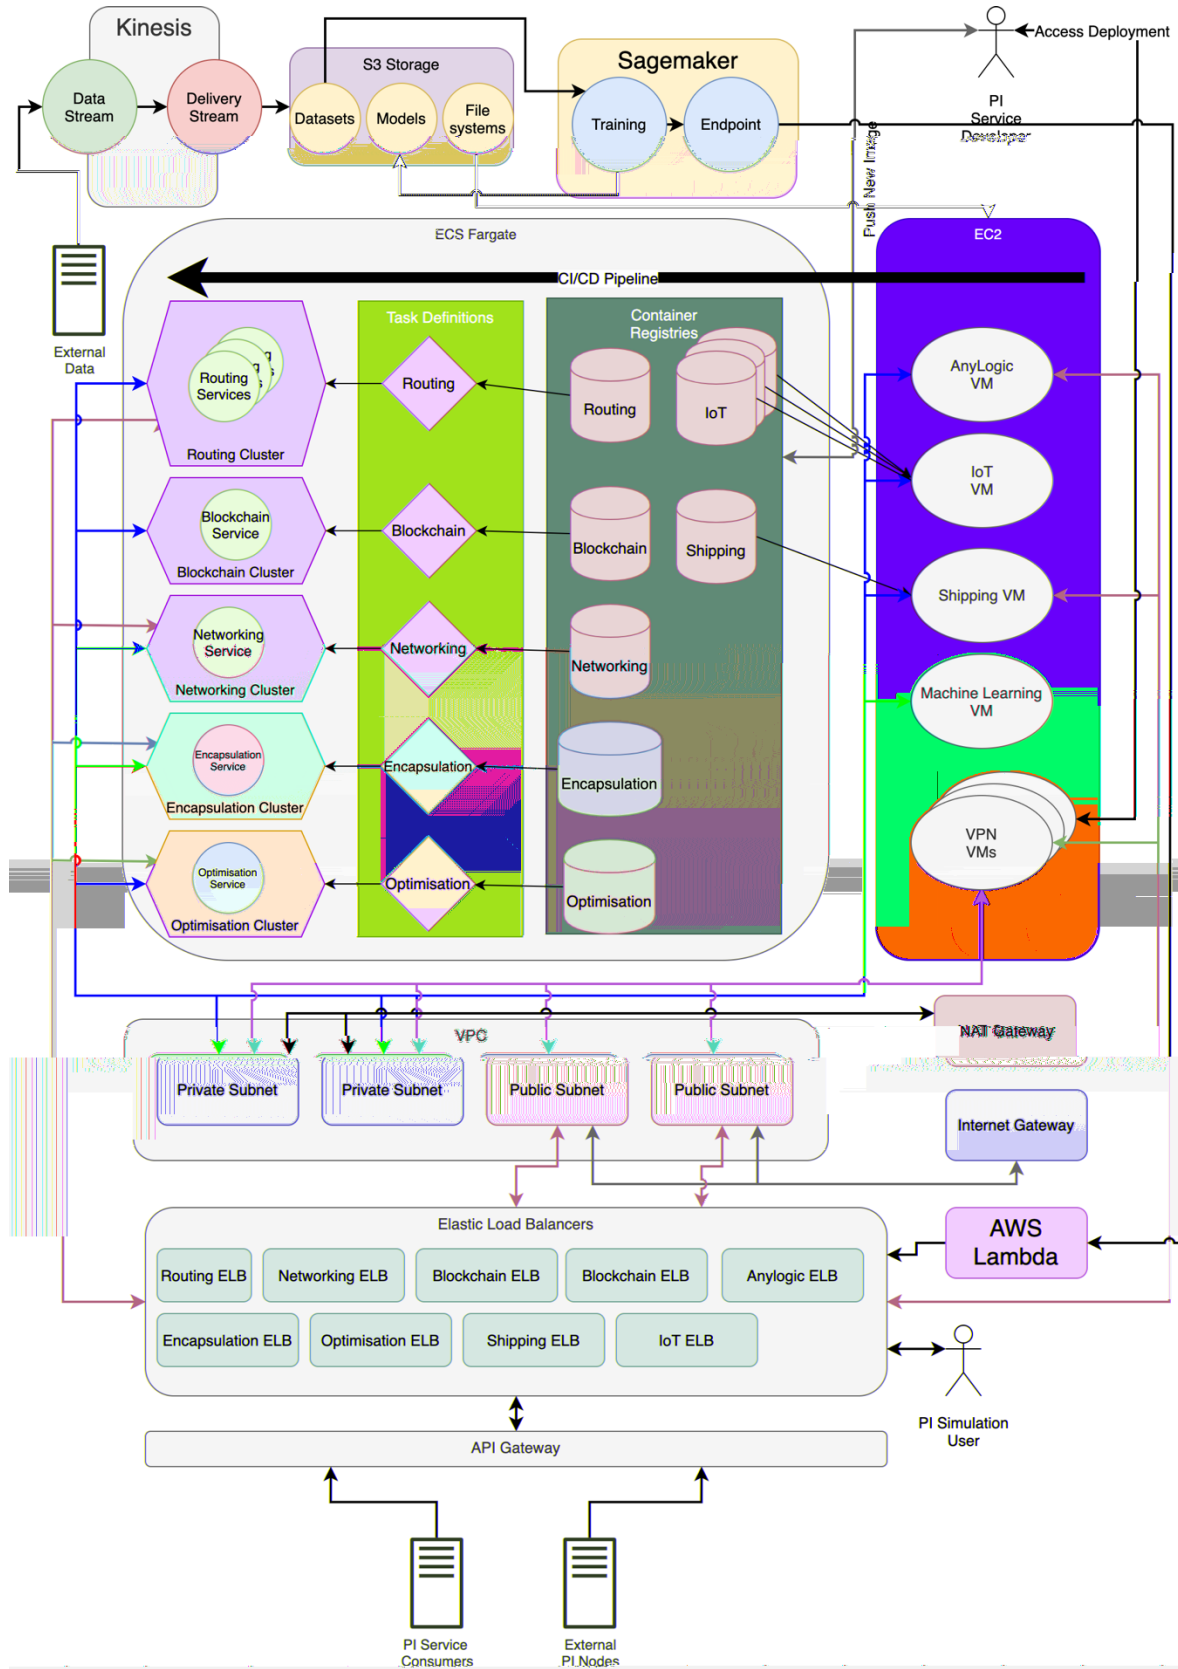 Kinesis
Data
Stream
Delivery
Stream
S3 Storage
Datasets
Models
File
systems
Sagemaker
Training
Endpoint
Access Deployment
PI
Service
Developer
Push New Image
External
Data
ECS Fargate
EC2
CI/CD Pipeline
Task Definitions
Container
Registries
Routing
Services
Routing Cluster
Routing
Routing
IoT
AnyLogic
VM
IoT
VM
Blockchain
Service
Blockchain Cluster
Blockchain
Blockchain
Shipping
Shipping VM
Networking
Service
Networking Cluster
Networking
Networking
Machine Learning
VM
Encapsulation
Service
Encapsulation Cluster
Encapsulation
Encapsulation
VPN
VMs
Optimisation
Service
Optimisation Cluster
Optimisation
Optimisation
VPC
Private Subnet
Private Subnet
Public Subnet
Public Subnet
NAT Gateway
Internet Gateway
AWS
Lambda
Elastic Load Balancers
Routing ELB
Networking ELB
Blockchain ELB
Blockchain ELB
Anylogic ELB
Encapsulation ELB
Optimisation ELB
Shipping ELB
IoT ELB
PI Simulation
User
API Gateway
PI Service
Consumers
External
PI Nodes